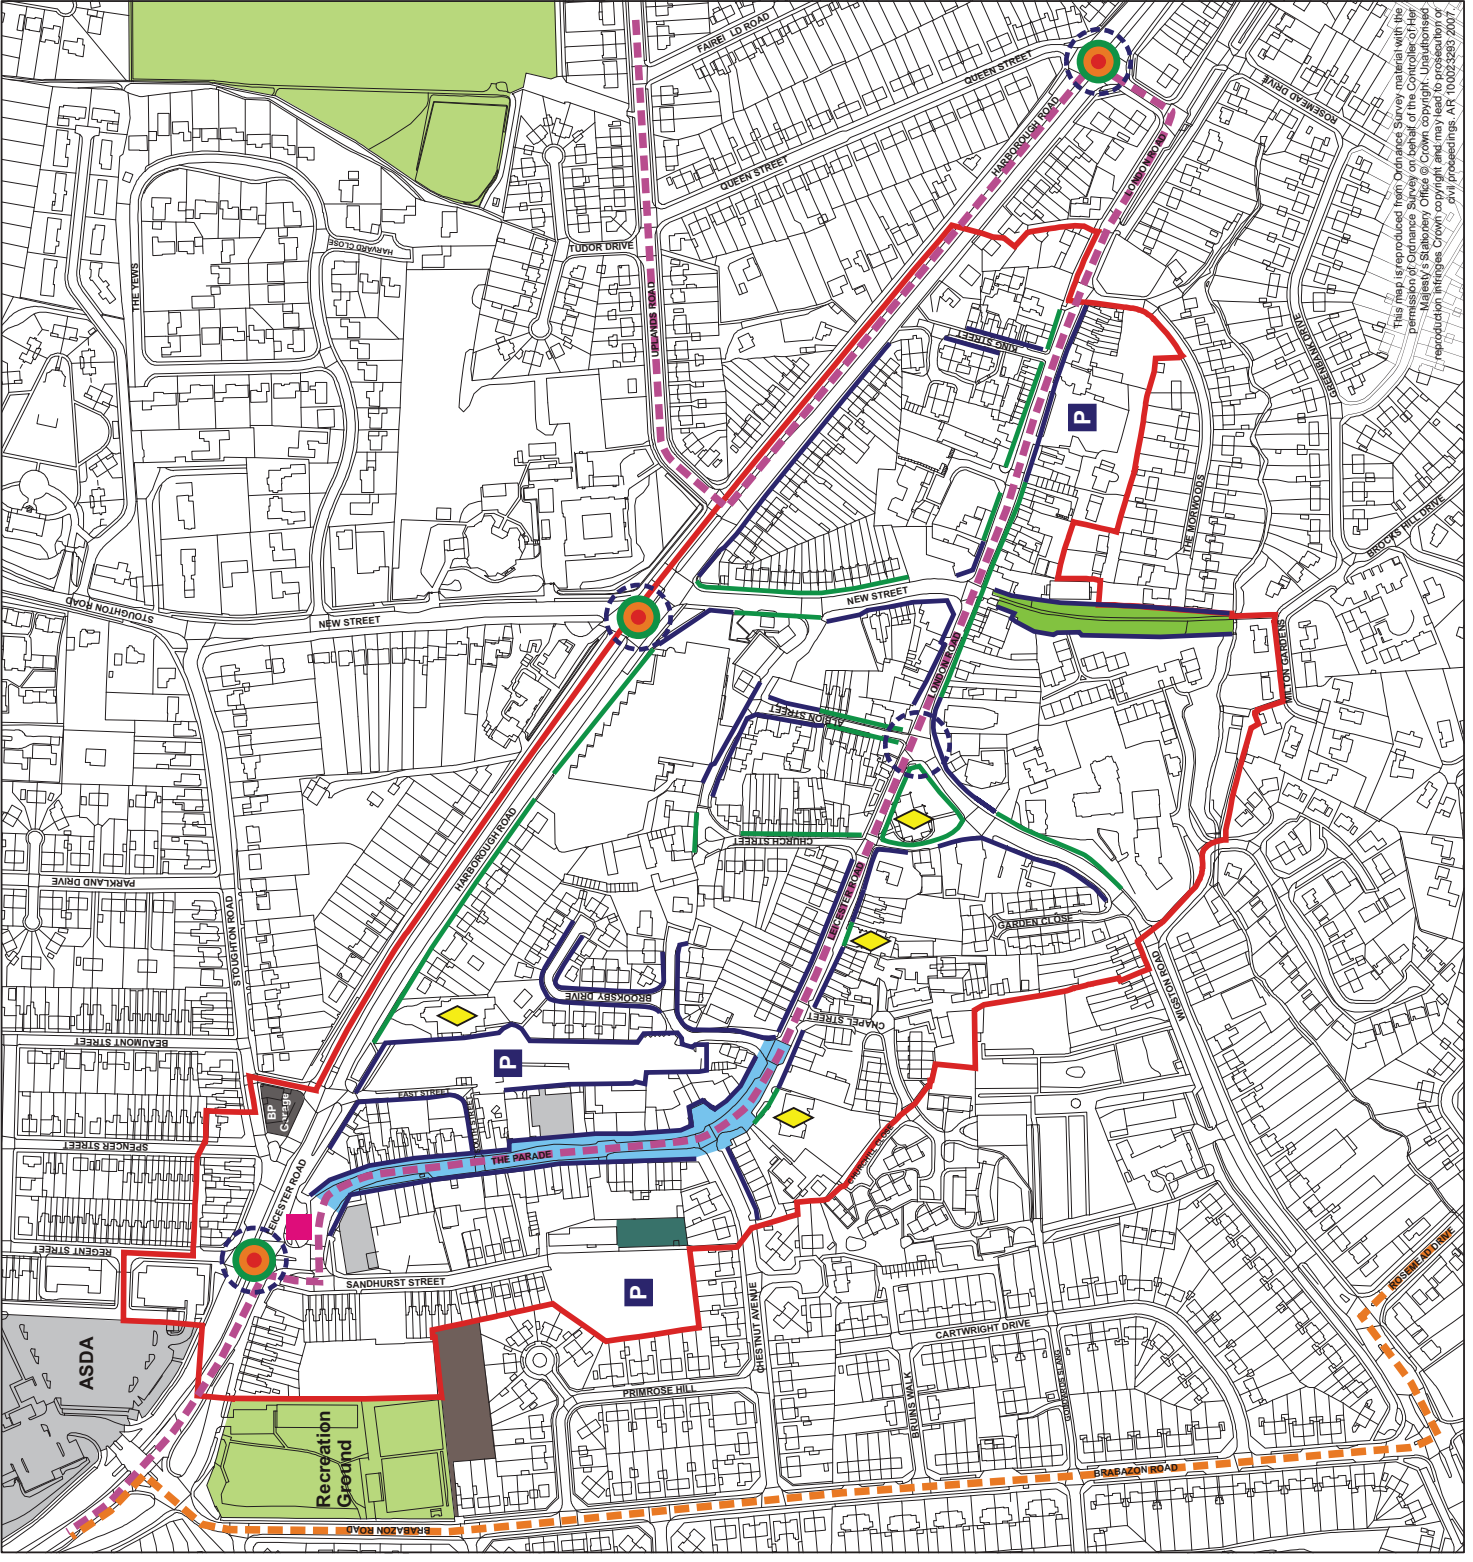 FAIREI LD ROAD
QUEEN STREET
QUEEN STREET
HARBOROUGH ROAD
LONDON ROAD
ROSEMEAD DRIVE
This map is reproduced from Ordnance Survey material with the
permission of Ordnance Survey on behalf of the Controller of Her
Majesty's Stationery Office © Crown copyright. Unauthorised
reproduction infringes Crown copyright and may lead to prosecution or
civil proceedings. AR 100023293 2007.
HARVARD CLOSE
THE YEWS
TUDOR DRIVE
UPLANDS ROAD
KING STREET
GREENBANK DRIVE
P
THE MORWOODS
BROCKS HILL DRIVE
STOUGHTON ROAD
NEW STREET
NEW STREET
LONDON ROAD
MILTON GARDENS
ALBION STREET
HARBOROUGH ROAD
CHURCH STREET
PARKLAND DRIVE
STOUGHTON ROAD
LEICESTER ROAD
GARDEN CLOSE
WIGSTON ROAD
BROOKSBY DRIVE
CHAPEL STREET
BEAUMONT STREET
P
EAST STREET
BP
Garage
SPENCER STREET
THE PARADE
CHURCHILL CLOSE
LEICESTER ROAD
REGENT STREET
SANDHURST STREET
P
ROSEMEAD DRIVE
CHESTNUT AVENUE
CARTWRIGHT DRIVE
ASDA
PRIMROSE HILL
BRUNS WALK
Recreation
Ground
BRABAZON ROAD
BRABAZON ROAD